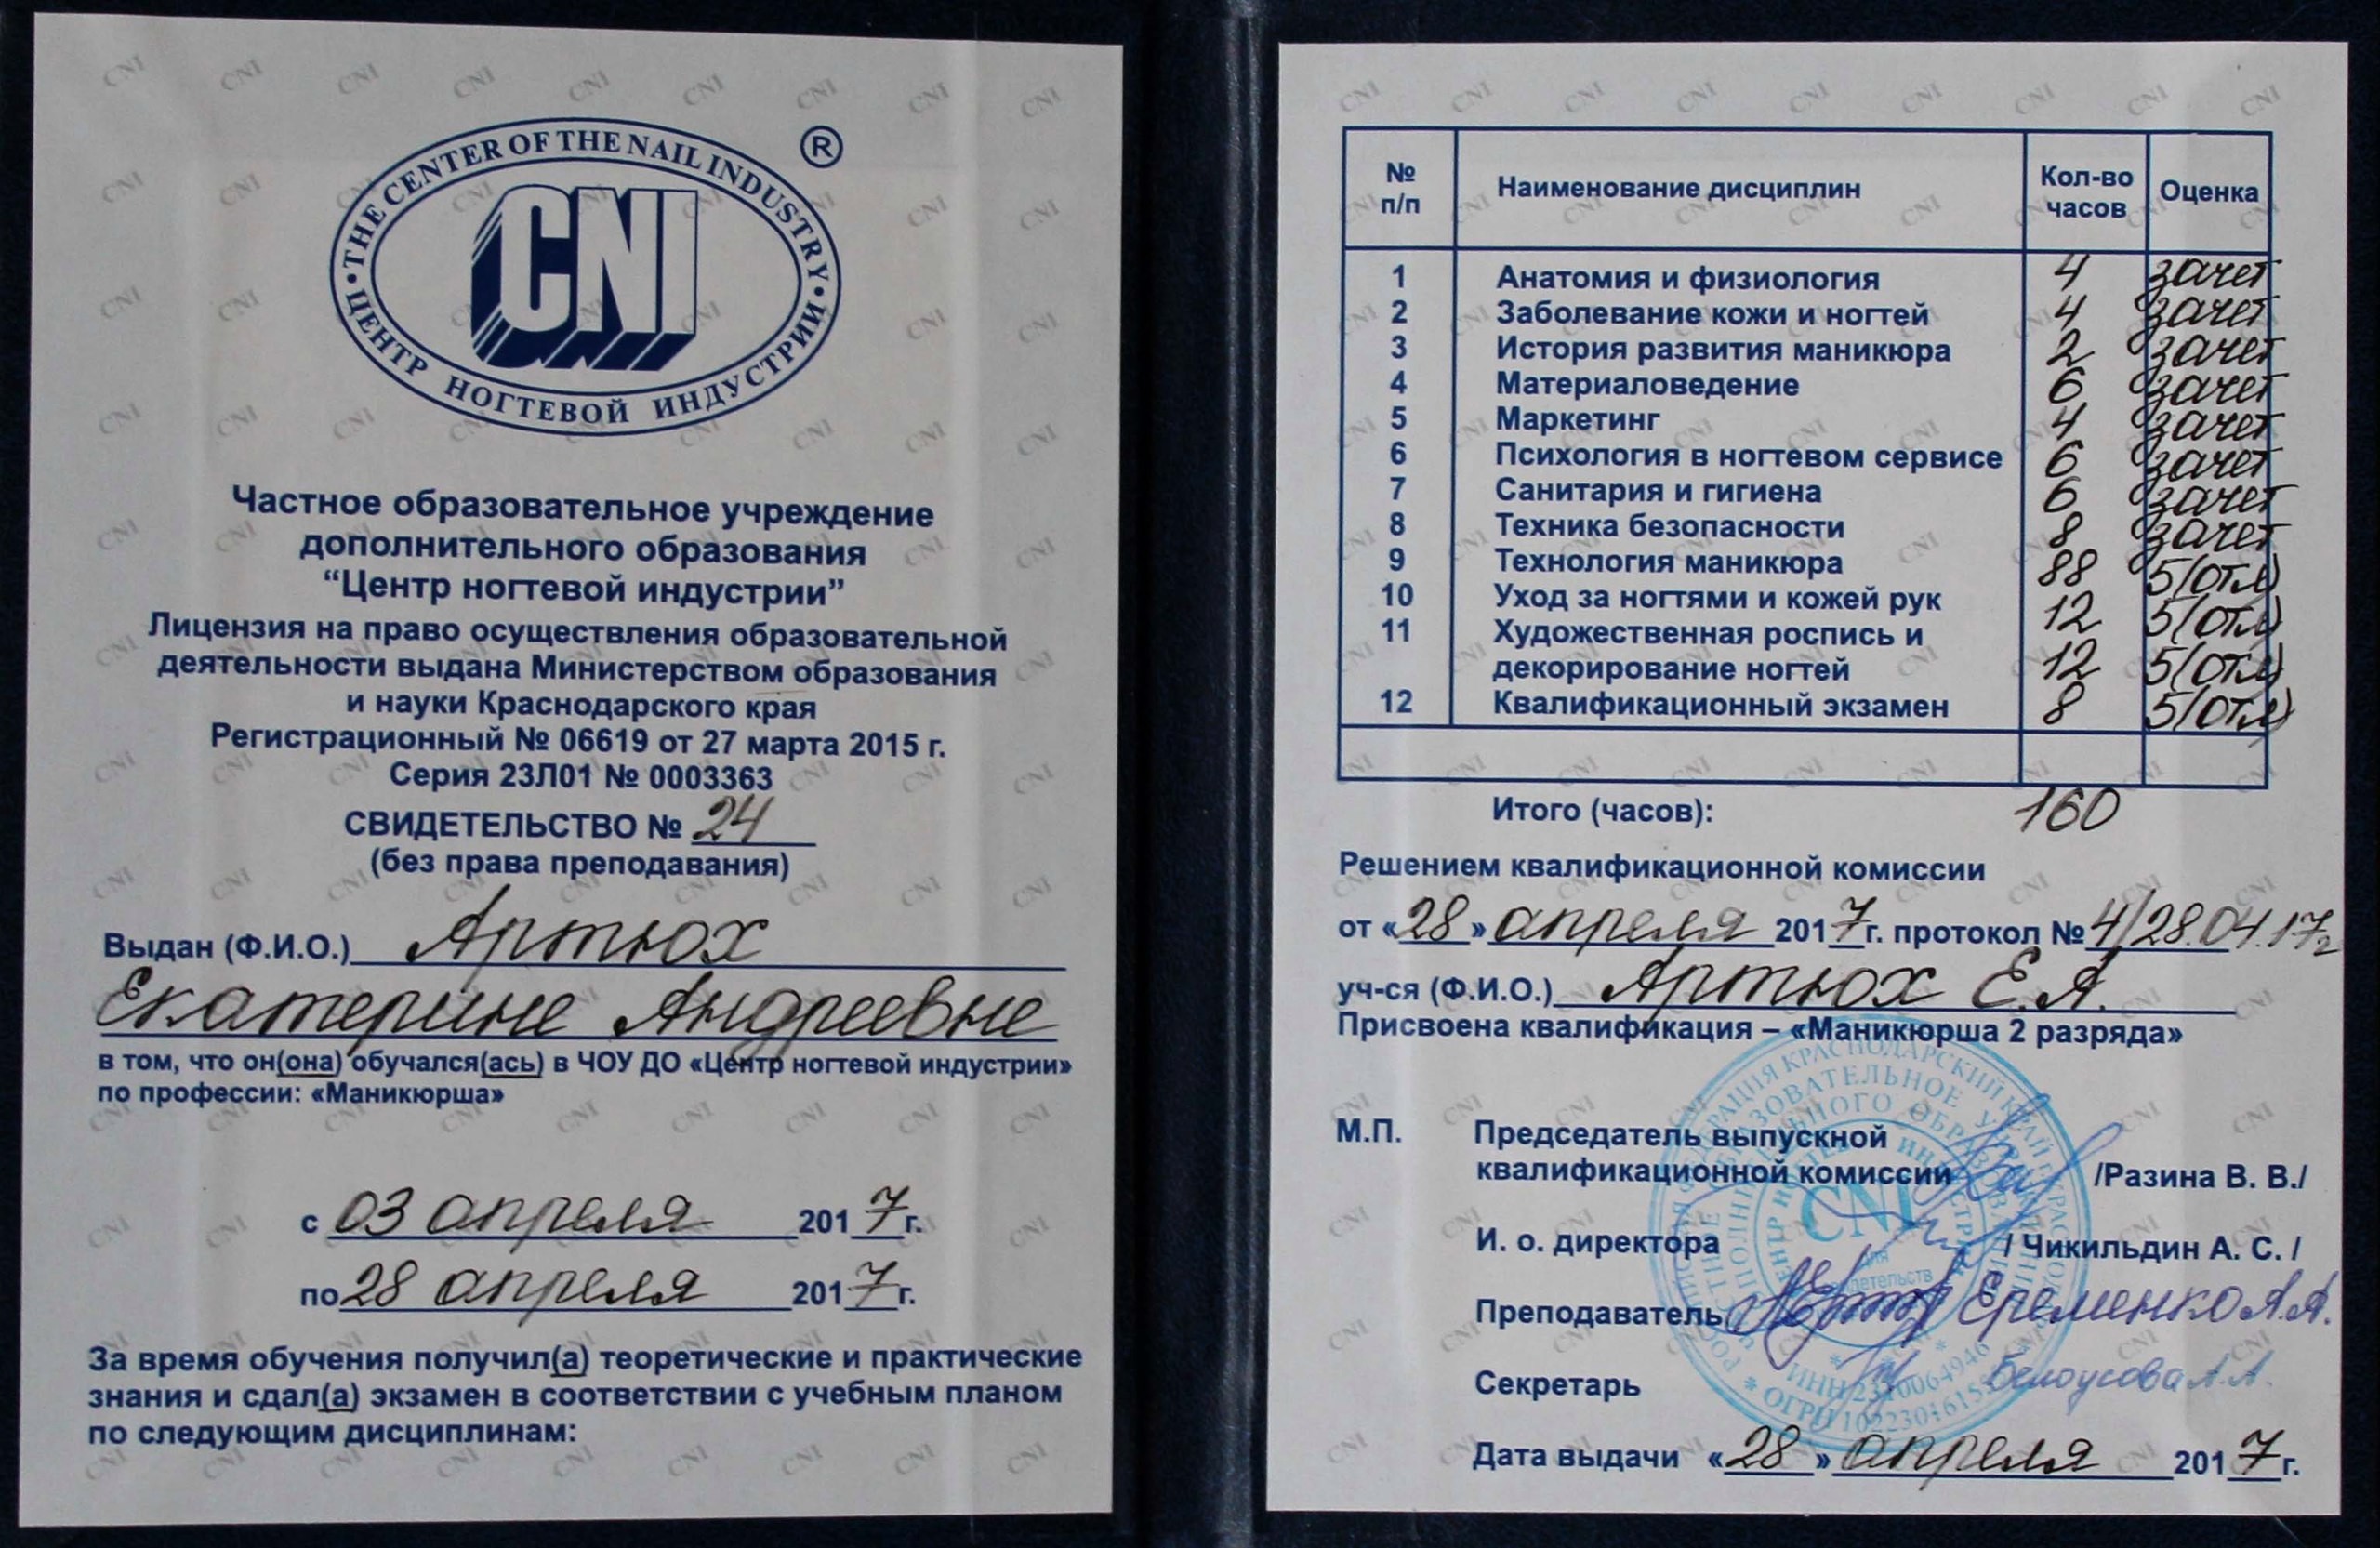 THE CENTER OF THE NAIL INDUSTRY
®
CNI
ЦЕНТР НОГТЕВОЙ ИНДУСТРИИ
Частное образовательное учреждение
дополнительного образования
“Центр ногтевой индустрии”
Лицензия на право осуществления образовательной
деятельности выдана Министерством образования
и науки Краснодарского края
Регистрационный № 06619 от 27 марта 2015 г.
Серия 23Л01 № 0003363
СВИДЕТЕЛЬСТВО № 24
(без права преподавания)
Выдан (Ф.И.О.) Артюх
Екатерине Андреевне
в том, что он(она) обучался(ась) в ЧОУ ДО «Центр ногтевой индустрии»
по профессии: «Маникюрша»
с 03 апреля 2017 г.
по 28 апреля 2017 г.
За время обучения получил(а) теоретические и практические
знания и сдал(а) экзамен в соответствии с учебным планом
по следующим дисциплинам:
№ п/п Наименование дисциплин Кол-во часов Оценка
1 Анатомия и физиология 4 зачет
2 Заболевание кожи и ногтей 4 зачет
3 История развития маникюра 2 зачет
4 Материаловедение 6 зачет
5 Маркетинг 4 зачет
6 Психология в ногтевом сервисе 6 зачет
7 Санитария и гигиена 6 зачет
8 Техника безопасности 8 зачет
9 Технология маникюра 88 5(отл)
10 Уход за ногтями и кожей рук 12 5(отл)
11 Художественная роспись и
декорирование ногтей 12 5(отл)
12 Квалификационный экзамен 8 5(отл)
Итого (часов): 160
Решением квалификационной комиссии
от «28» апреля 2017 г. протокол № 4/28.04.17г
уч-ся (Ф.И.О.) Артюх Е.А.
Присвоена квалификация – «Маникюрша 2 разряда»
М.П. Председатель выпускной
квалификационной комиссии /Разина В. В./
И. о. директора / Чикильдин А. С. /
Преподаватель Еременко А.А.
Секретарь Белоусова А.А.
Дата выдачи «28» апреля 2017 г.